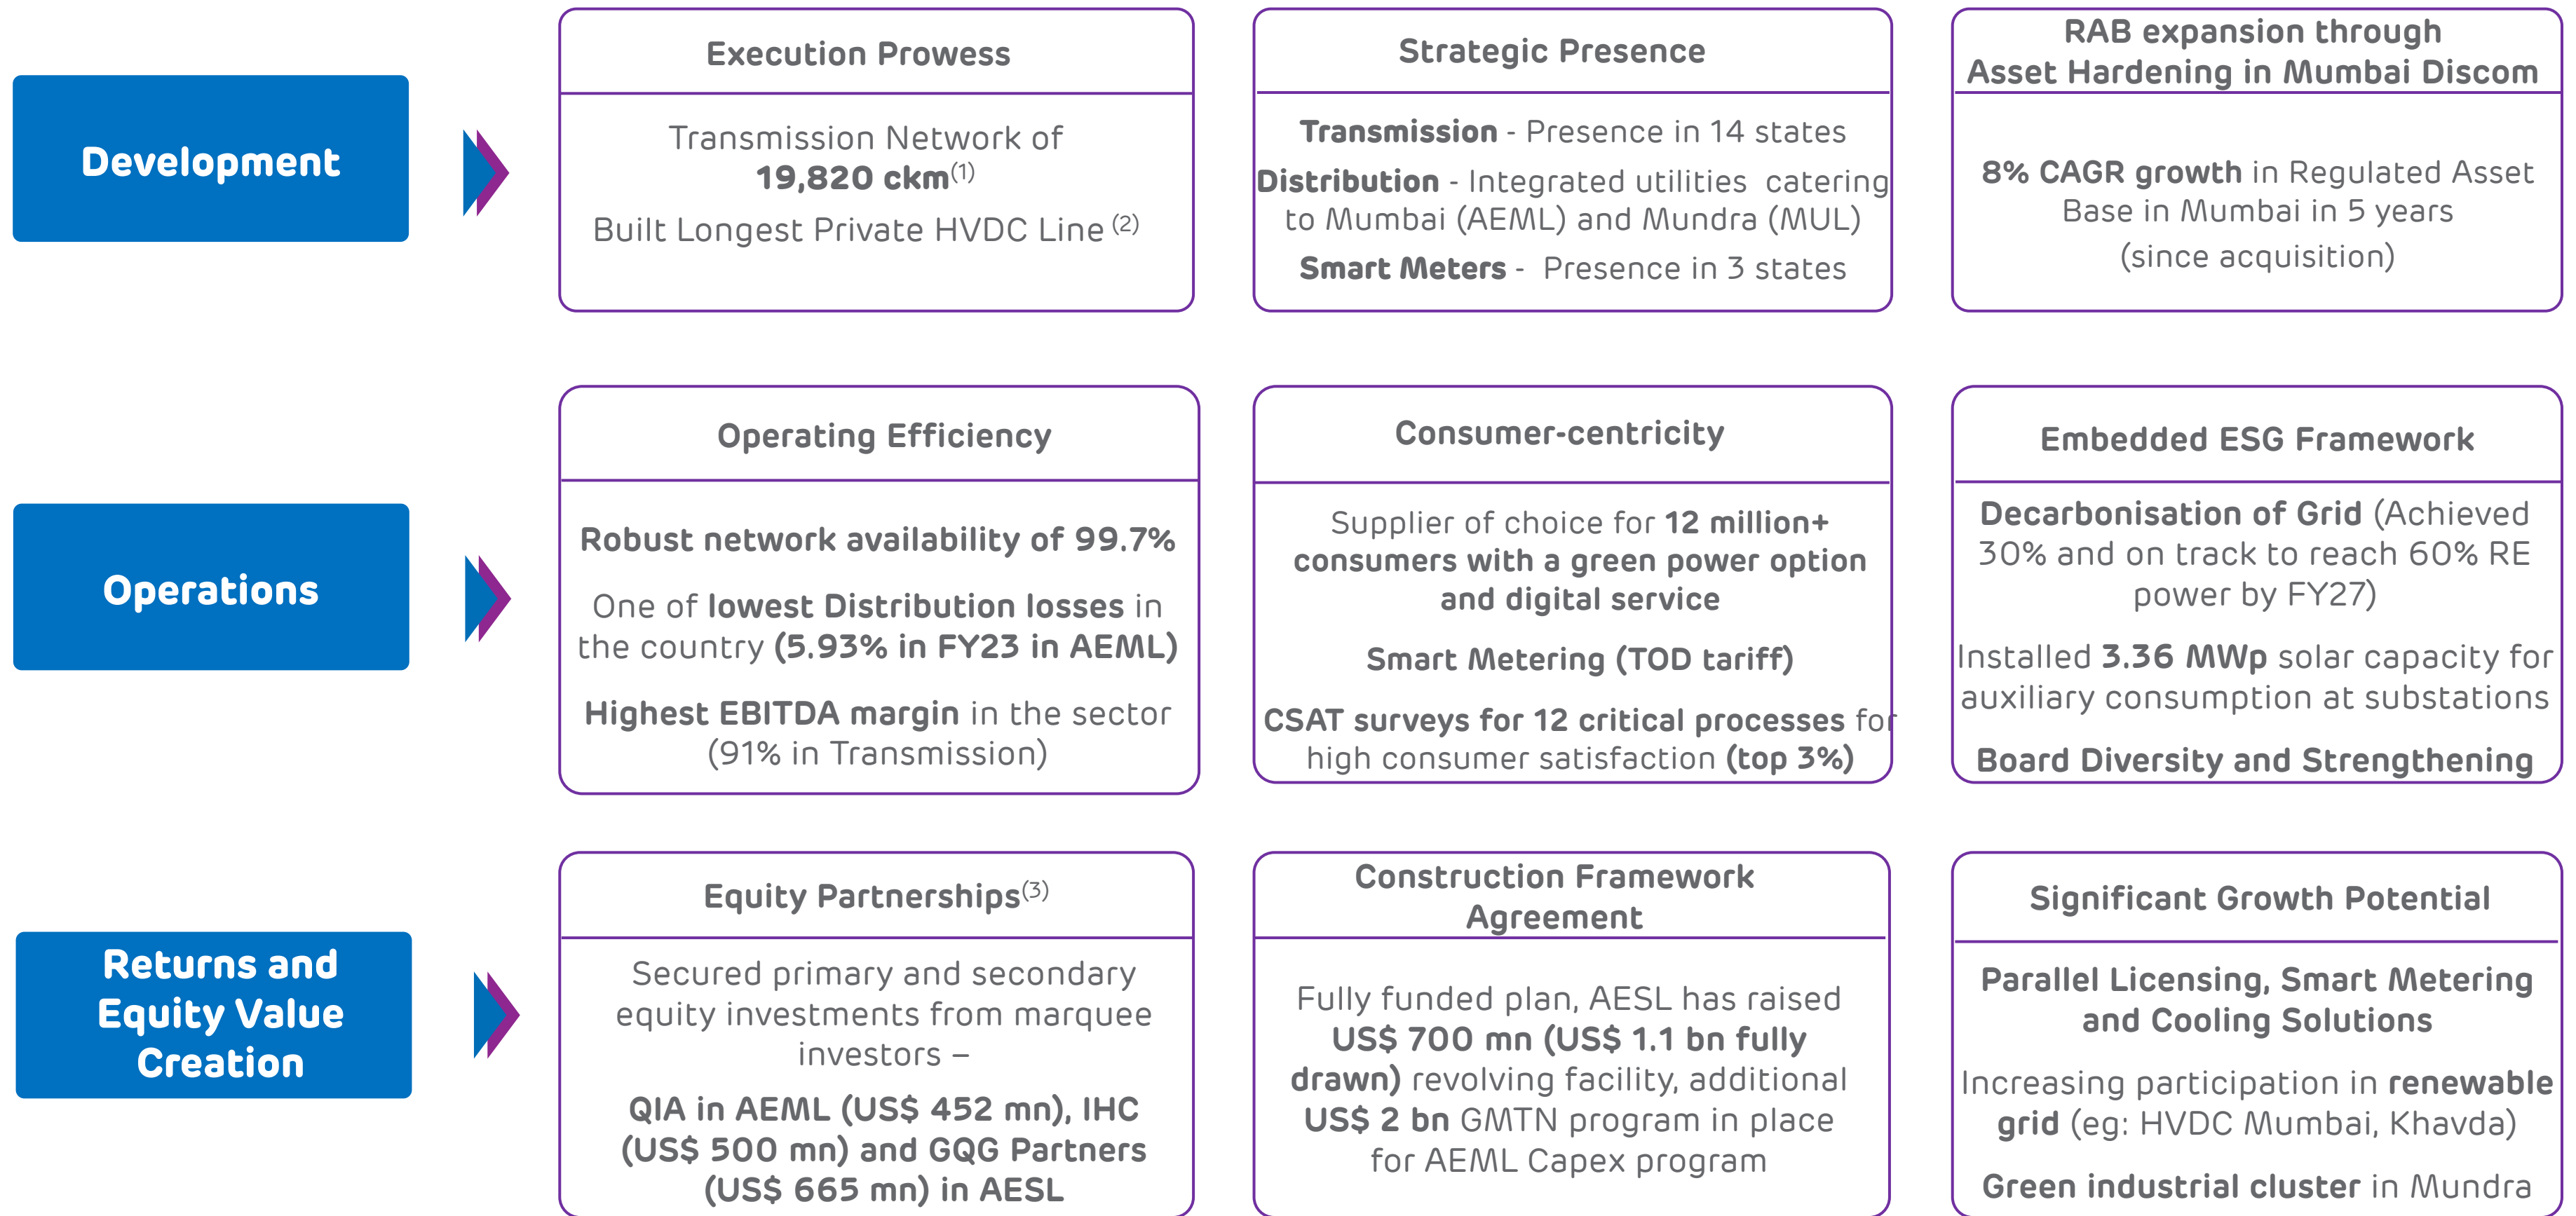 Development
Execution Prowess
Transmission Network of
19,820 ckm(1)
Built Longest Private HVDC Line (2)
Strategic Presence
Transmission - Presence in 14 states
Distribution - Integrated utilities catering
to Mumbai (AEML) and Mundra (MUL)
Smart Meters - Presence in 3 states
RAB expansion through
Asset Hardening in Mumbai Discom
8% CAGR growth in Regulated Asset
Base in Mumbai in 5 years
(since acquisition)
Operations
Operating Efficiency
Robust network availability of 99.7%
One of lowest Distribution losses in
the country (5.93% in FY23 in AEML)
Highest EBITDA margin in the sector
(91% in Transmission)
Consumer-centricity
Supplier of choice for 12 million+
consumers with a green power option
and digital service
Smart Metering (TOD tariff)
CSAT surveys for 12 critical processes for
high consumer satisfaction (top 3%)
Embedded ESG Framework
Decarbonisation of Grid (Achieved
30% and on track to reach 60% RE
power by FY27)
Installed 3.36 MWp solar capacity for
auxiliary consumption at substations
Board Diversity and Strengthening
Returns and
Equity Value
Creation
Equity Partnerships(3)
Secured primary and secondary
equity investments from marquee
investors –
QIA in AEML (US$ 452 mn), IHC
(US$ 500 mn) and GQG Partners
(US$ 665 mn) in AESL
Construction Framework
Agreement
Fully funded plan, AESL has raised
US$ 700 mn (US$ 1.1 bn fully
drawn) revolving facility, additional
US$ 2 bn GMTN program in place
for AEML Capex program
Significant Growth Potential
Parallel Licensing, Smart Metering
and Cooling Solutions
Increasing participation in renewable
grid (eg: HVDC Mumbai, Khavda)
Green industrial cluster in Mundra